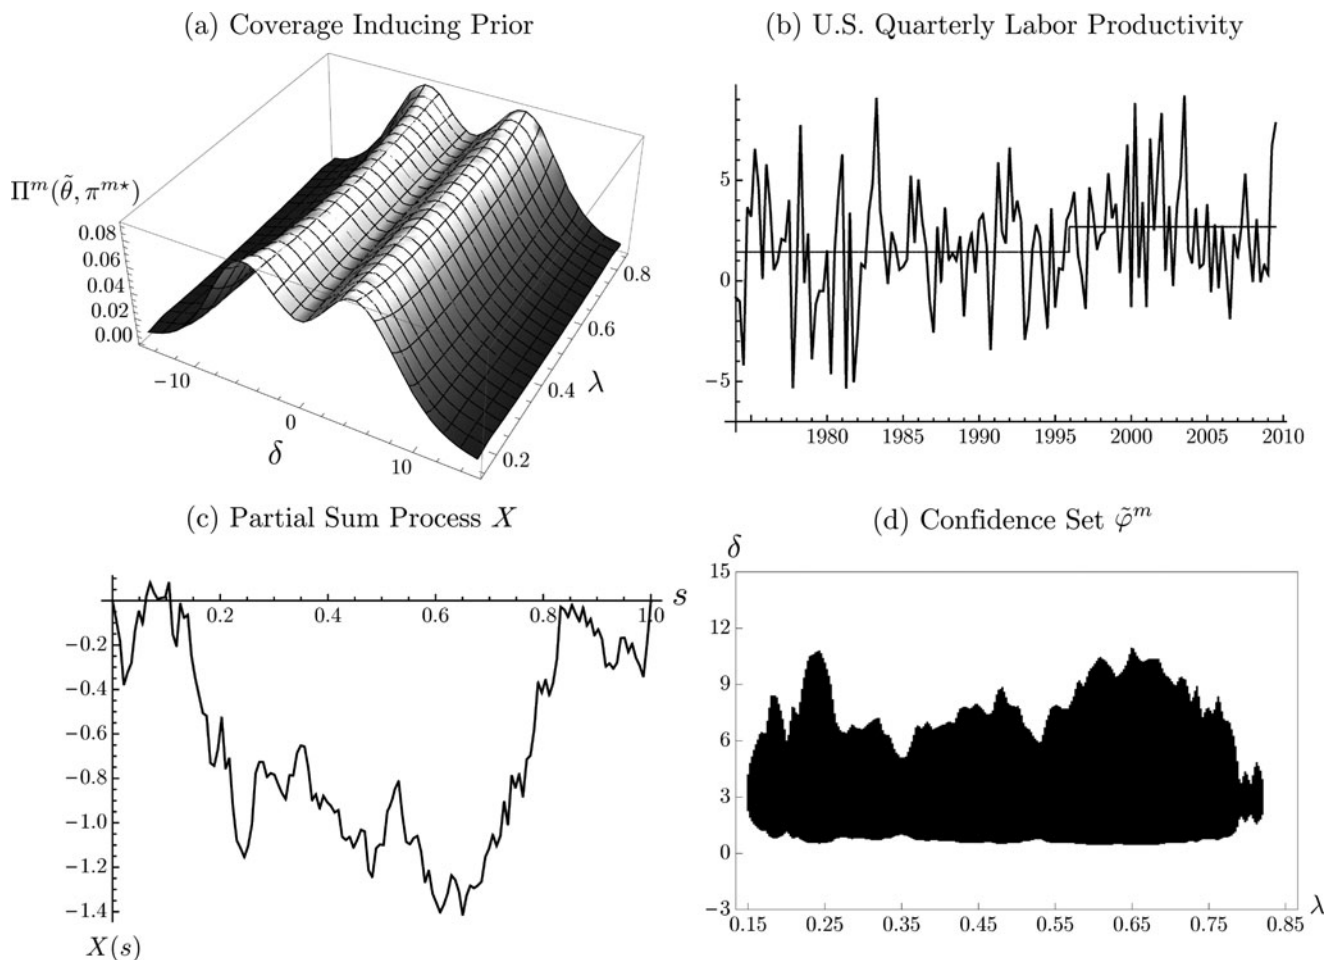 (a) Coverage Inducing Prior
Π^m(θ̃, π^{m⋆})
0.08
0.06
0.04
0.02
0.00
−10
0
10
δ
0.2
0.4
0.6
0.8
λ
(b) U.S. Quarterly Labor Productivity
5
0
−5
1980 1985 1990 1995 2000 2005 2010
(c) Partial Sum Process X
0.2 0.4 0.6 0.8 1.0 s
−0.2
−0.4
−0.6
−0.8
−1.0
−1.2
−1.4
X(s)
(d) Confidence Set φ̃^m
δ
15
12
9
6
3
0
−3
0.15 0.25 0.35 0.45 0.55 0.65 0.75 0.85 λ